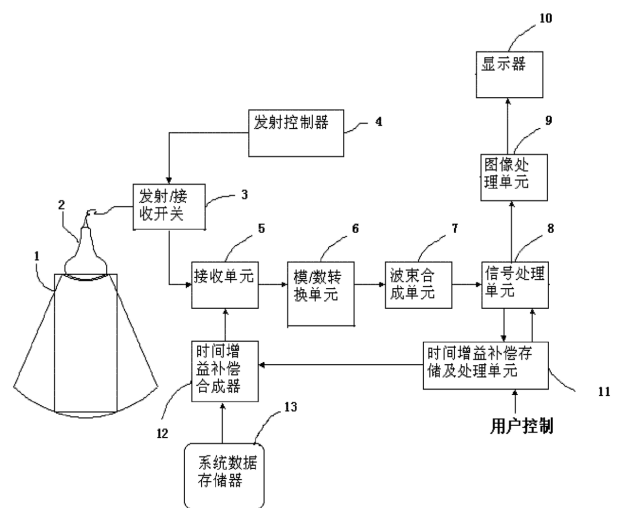 10
显示器
发射控制器
4
9
图像处
理单元
发射/接
收开关
3
2
5
6
7
8
1
接收单元
模/数转
换单元
波束合
成单元
信号处理
单元
时间增
益补偿
合成器
时间增益补偿存
储及处理单元
11
12
用户控制
13
系统数据
存储器